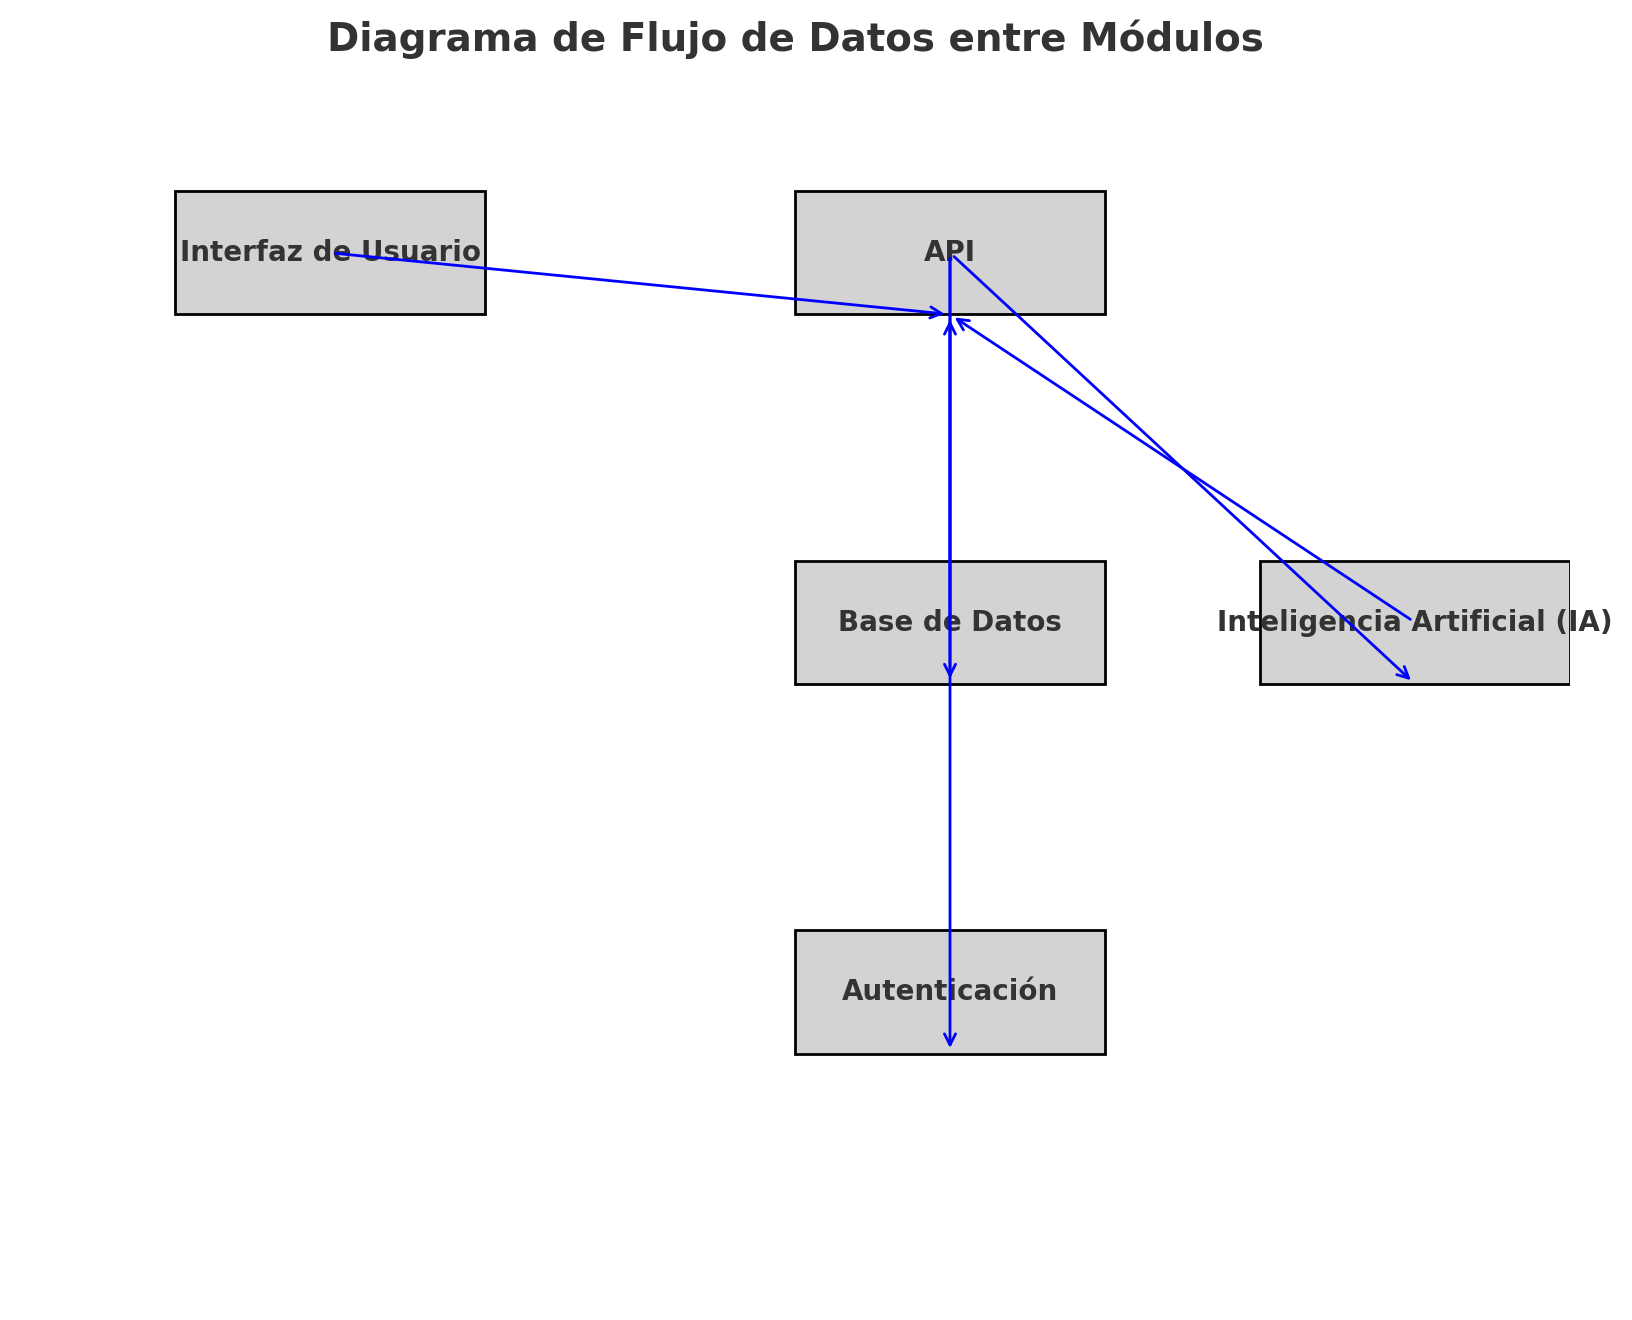 Diagrama de Flujo de Datos entre Módulos
Interfaz de Usuario
API
Base de Datos
Inteligencia Artificial (IA)
Autenticación